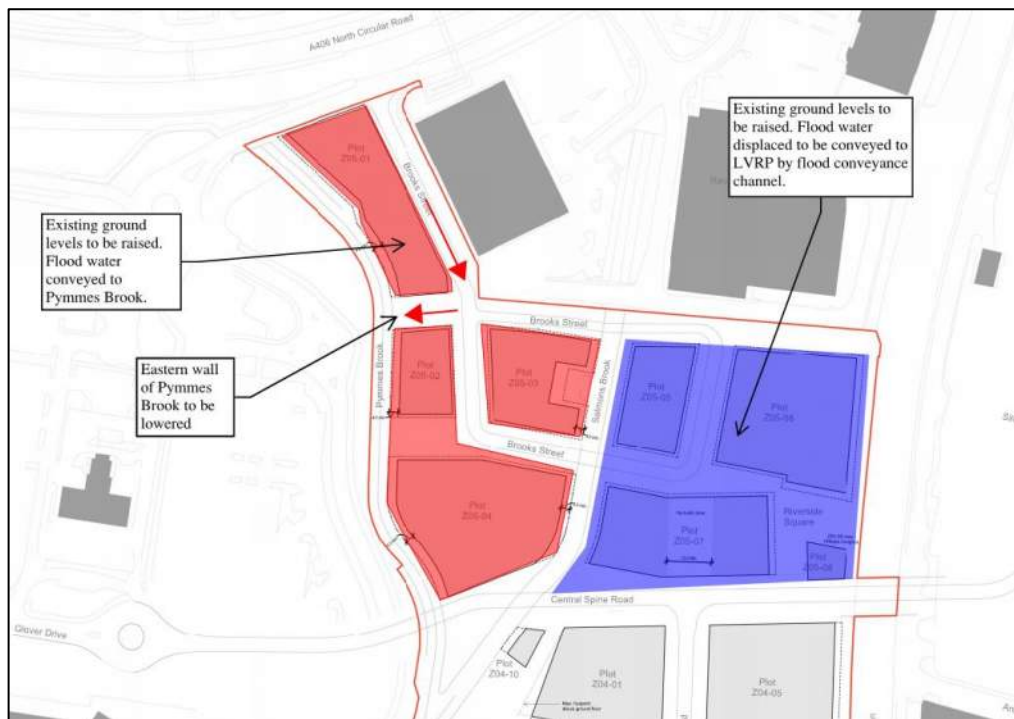 A406 North Circular Road
Existing ground levels to
be raised. Flood water
displaced to be conveyed to
LVRP by flood conveyance
channel.
Plot
Z05-01
Brooks Street
Existing ground
levels to be raised.
Flood water
conveyed to
Pymmes Brook.
Brooks Street
Eastern wall
of Pymmes
Brook to be
lowered
Pymmes Brook
Plot
Z05-02
Plot
Z05-03
Salmons Brook
Plot
Z05-05
Plot
Z05-06
Brooks Street
Plot
Z05-04
Plot
Z05-07
Riverside
Square
Plot
Z05-08
Central Spine Road
Glover Drive
Plot
Z04-10
Plot
Z04-01
Plot
Z04-05